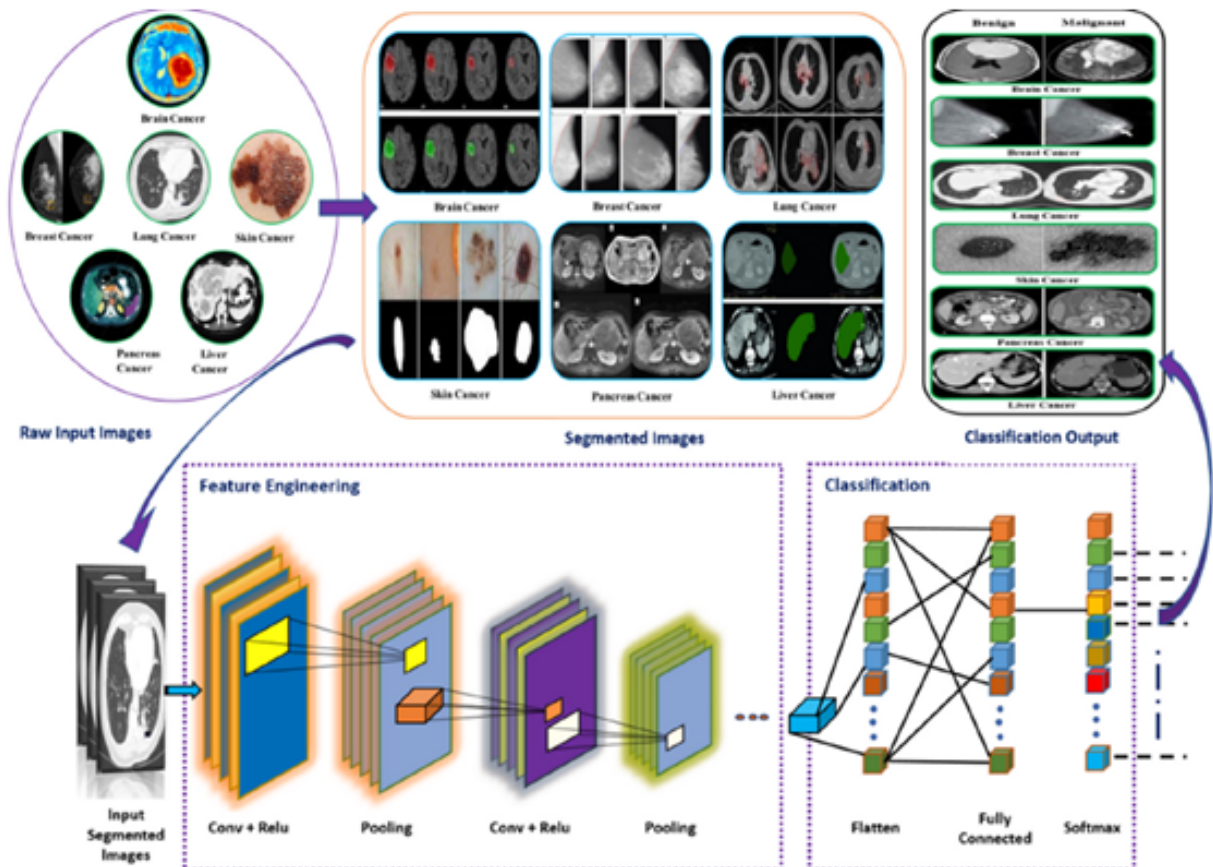 Brain Cancer
Breast Cancer
Lung Cancer
Skin Cancer
Pancreas
Cancer
Liver
Cancer
Raw Input Images
Brain Cancer
Breast Cancer
Lung Cancer
Skin Cancer
Pancreas Cancer
Liver Cancer
Segmented Images
Benign
Malignant
Brain Cancer
Breast Cancer
Lung Cancer
Skin Cancer
Pancreas Cancer
Liver Cancer
Classification Output
Feature Engineering
Classification
Input
Segmented
Images
Conv + Relu
Pooling
Conv + Relu
Pooling
Flatten
Fully
Connected
Softmax